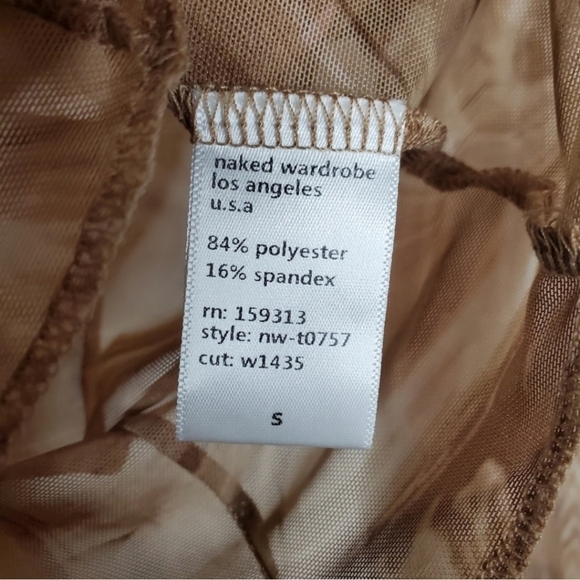 naked wardrobe
los angeles
u.s.a
84% polyester
16% spandex
rn: 159313
style: nw-t0757
cut: w1435
s